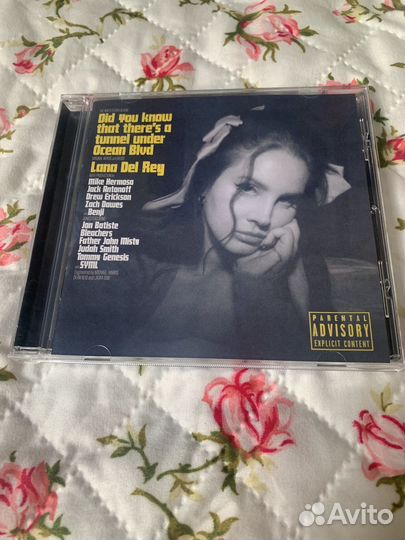 Did you know
that there's a
tunnel under
Ocean Blvd
Lana Del Rey
Mike Hermosa
Jack Antonoff
Drew Erickson
Zach Dawes
Benji
Jon Batiste
Bleachers
Father John Misty
Judah Smith
Tommy Genesis
SYML
PARENTAL
ADVISORY
EXPLICIT CONTENT
Avito